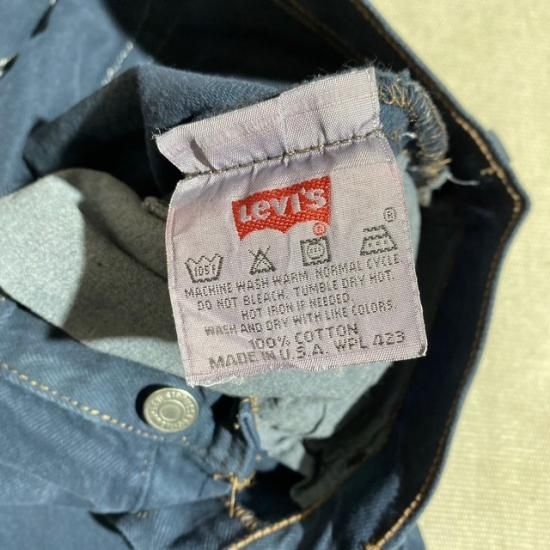 LEVI'S
®
®
105F
MACHINE WASH WARM. NORMAL CYCLE
DO NOT BLEACH. TUMBLE DRY HOT.
HOT IRON IF NEEDED.
WASH AND DRY WITH LIKE COLORS.
100% COTTON
MADE IN U.S.A. WPL 423